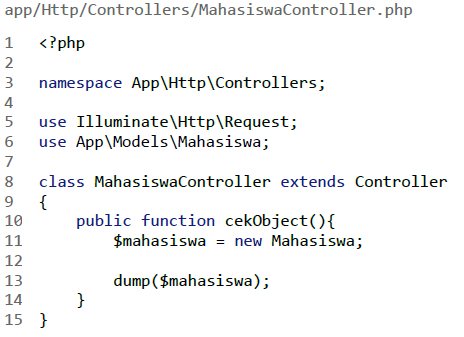 app/Http/Controllers/MahasiswaController.php
1 <?php
2
3 namespace App\Http\Controllers;
4
5 use Illuminate\Http\Request;
6 use App\Models\Mahasiswa;
7
8 class MahasiswaController extends Controller
9 {
10     public function cekObject(){
11         $mahasiswa = new Mahasiswa;
12
13         dump($mahasiswa);
14     }
15 }